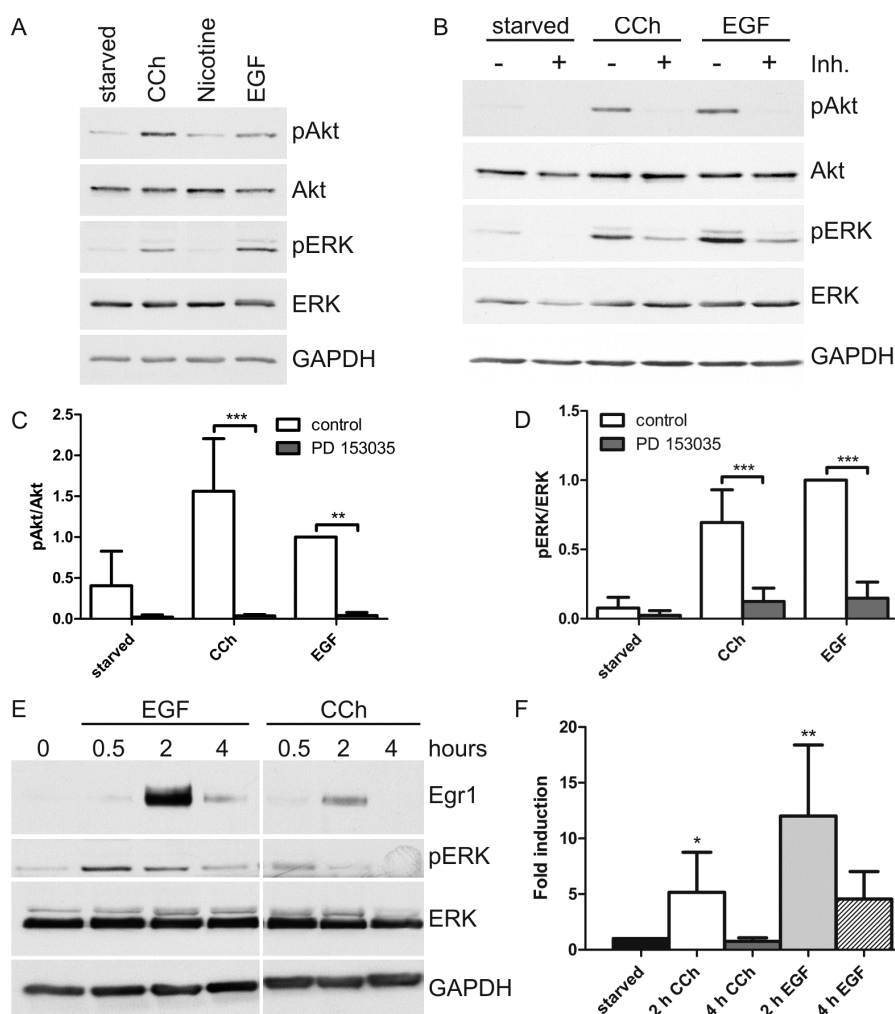 A
starved
CCh
Nicotine
EGF
pAkt
Akt
pERK
ERK
GAPDH
B
starved CCh EGF
- + - + - + Inh.
pAkt
Akt
pERK
ERK
GAPDH
C
2.5
2.0
1.5
1.0
0.5
0.0
pAkt/Akt
control
PD 153035
***
**
starved
CCh
EGF
D
1.5
1.0
0.5
0.0
pERK/ERK
control
PD 153035
***
***
starved
CCh
EGF
E
EGF CCh
0 0.5 2 4 0.5 2 4 hours
Egr1
pERK
ERK
GAPDH
F
20
15
10
5
0
Fold induction
*
**
starved
2 h CCh
4 h CCh
2 h EGF
4 h EGF